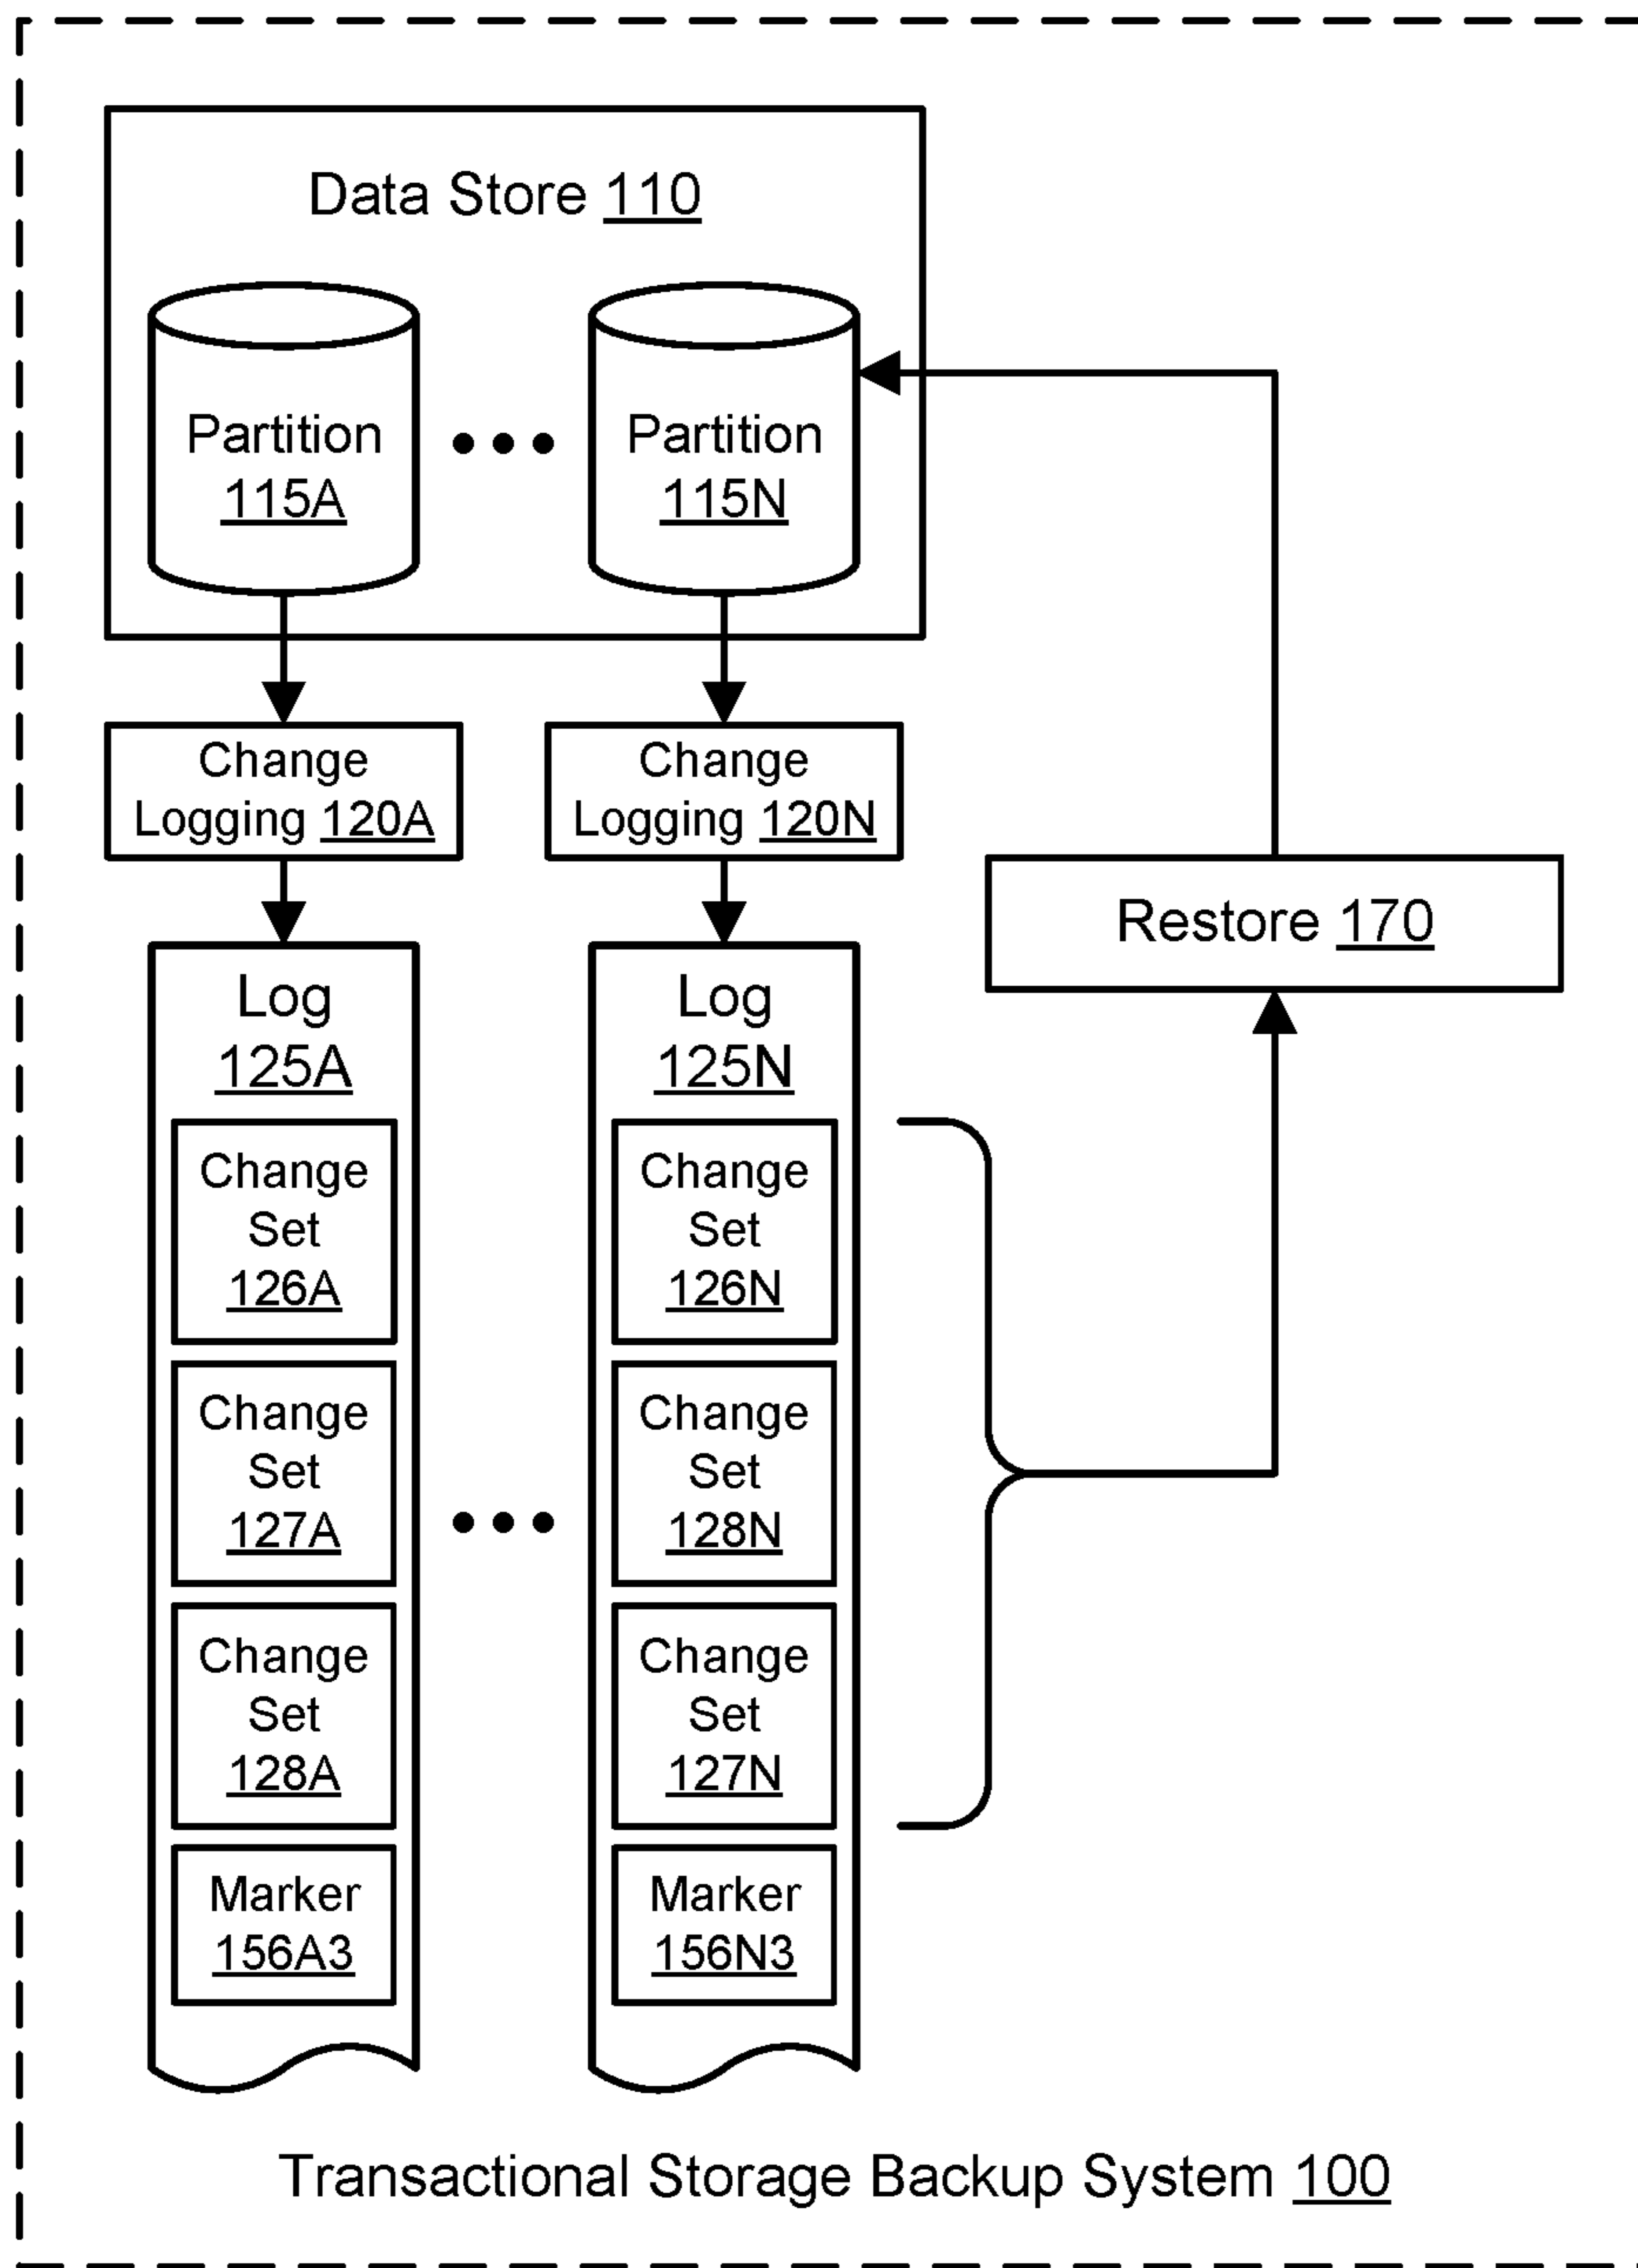 Data Store 110
Partition
115A
Partition
115N
Change
Logging 120A
Change
Logging 120N
Restore 170
Log
125A
Change
Set
126A
Change
Set
127A
Change
Set
128A
Marker
156A3
Log
125N
Change
Set
126N
Change
Set
128N
Change
Set
127N
Marker
156N3
Transactional Storage Backup System 100